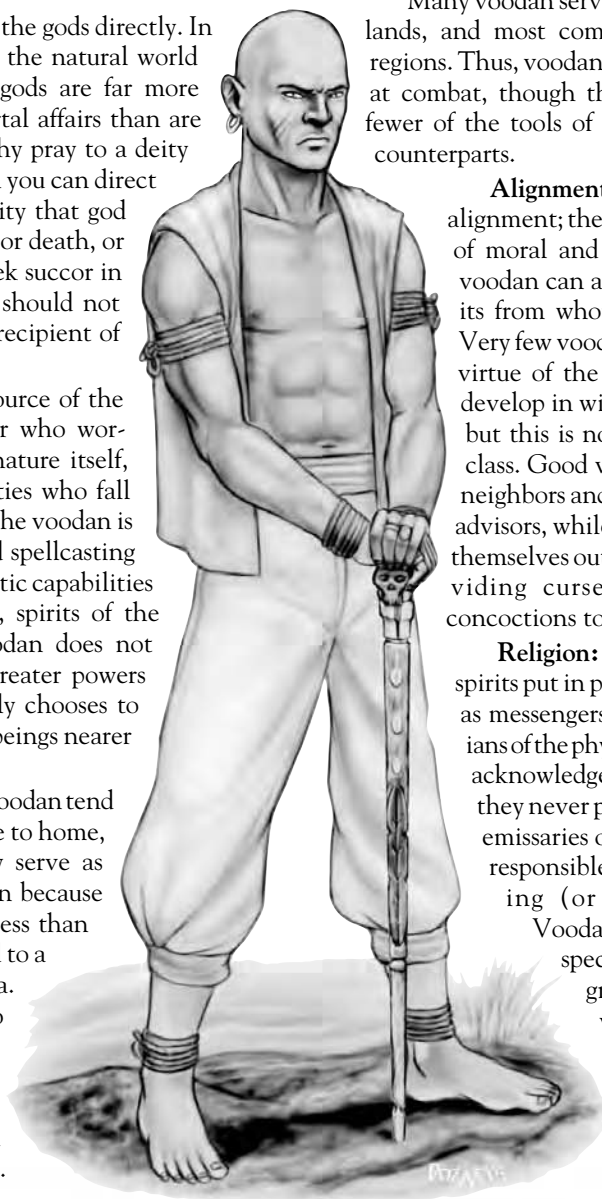 the gods directly. In
the natural world
gods are far more
tal affairs than are
hy pray to a deity
you can direct
ity that god
or death, or
ek succor in
should not
recipient of
ource of the
r who wor-
nature itself,
ties who fall
he voodan is
l spellcasting
tic capabilities
, spirits of the
odan does not
reater powers
ly chooses to
beings nearer
oodan tend
e to home,
y serve as
n because
ess than
to a
a.
Many voodan serv
lands, and most com
regions. Thus, voodan
at combat, though th
fewer of the tools of
counterparts.
Alignment
alignment; the
of moral and
voodan can a
its from who
Very few vood
virtue of the
develop in wi
but this is no
class. Good v
neighbors and
advisors, while
themselves out
viding curse
concoctions to
Religion:
spirits put in p
as messengers
ians of the phy
acknowledge
they never p
emissaries o
responsible
ing (or
Vooda
spec
gr